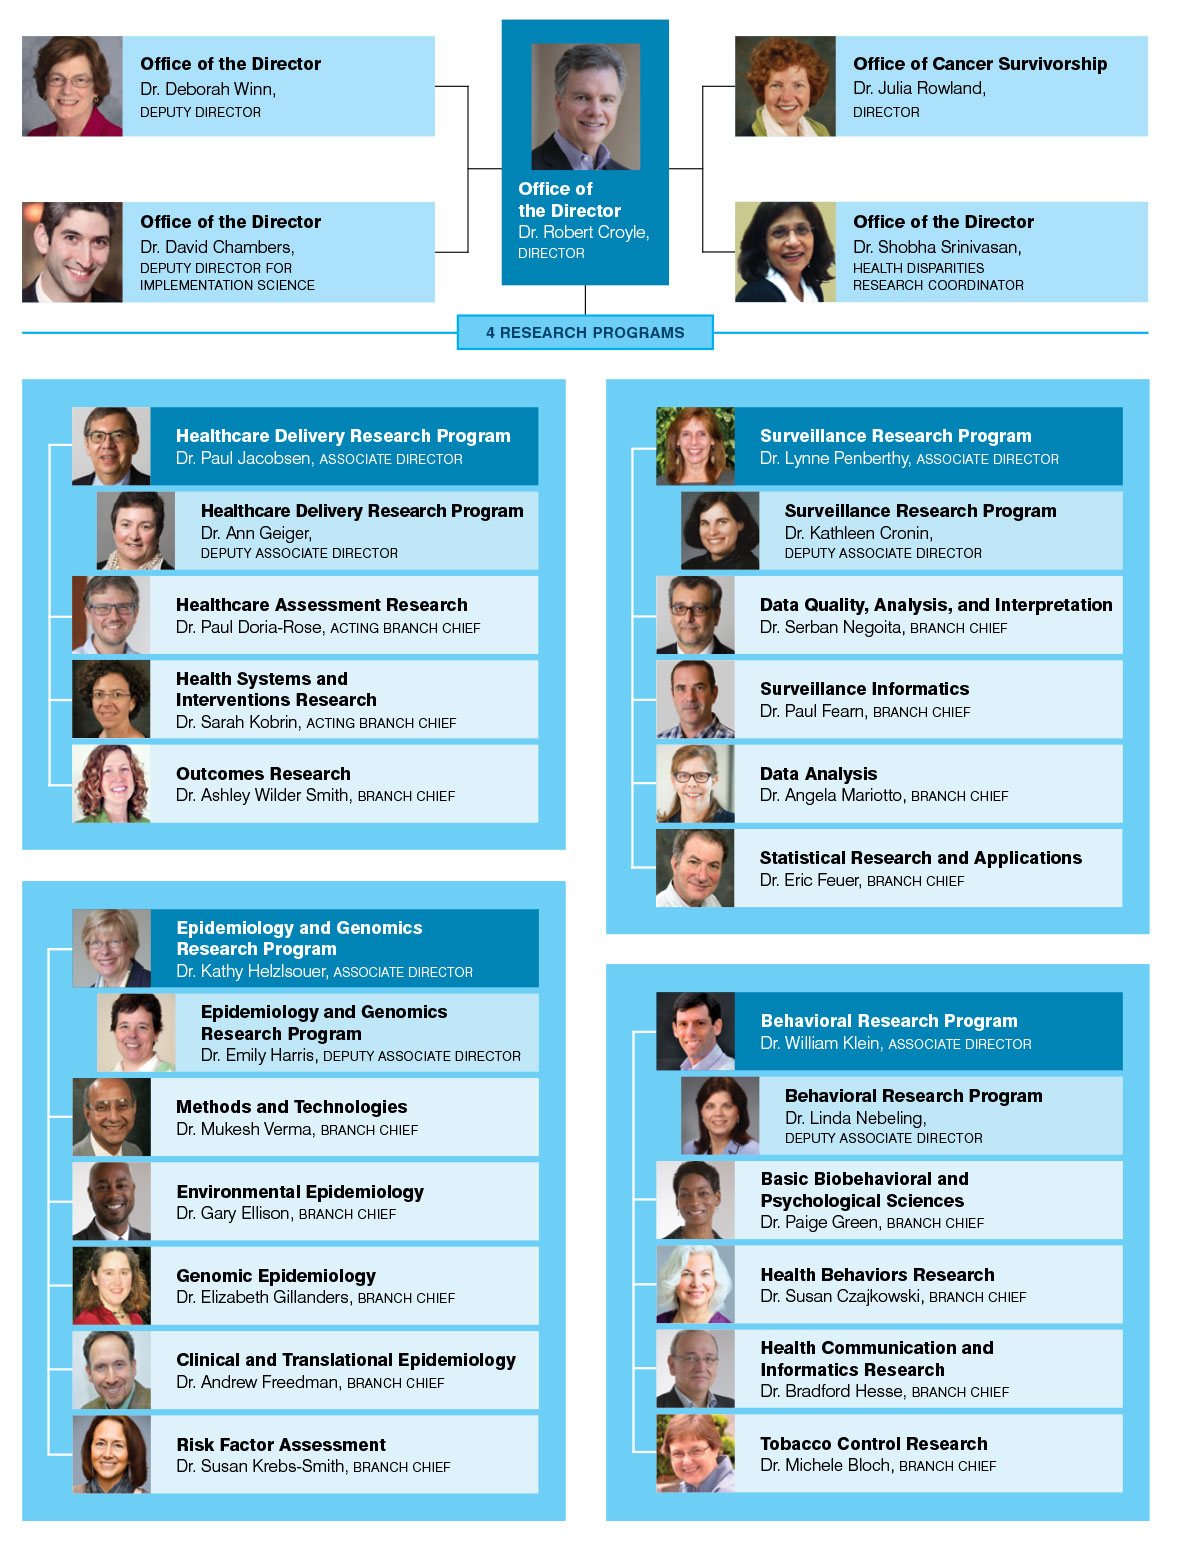 Office of the Director
Dr. Deborah Winn,
DEPUTY DIRECTOR
Office of the Director
Dr. David Chambers,
DEPUTY DIRECTOR FOR
IMPLEMENTATION SCIENCE
Office of
the Director
Dr. Robert Croyle,
DIRECTOR
Office of Cancer Survivorship
Dr. Julia Rowland,
DIRECTOR
Office of the Director
Dr. Shobha Srinivasan,
HEALTH DISPARITIES
RESEARCH COORDINATOR
4 RESEARCH PROGRAMS
Healthcare Delivery Research Program
Dr. Paul Jacobsen, ASSOCIATE DIRECTOR
Healthcare Delivery Research Program
Dr. Ann Geiger,
DEPUTY ASSOCIATE DIRECTOR
Healthcare Assessment Research
Dr. Paul Doria-Rose, ACTING BRANCH CHIEF
Health Systems and
Interventions Research
Dr. Sarah Kobrin, ACTING BRANCH CHIEF
Outcomes Research
Dr. Ashley Wilder Smith, BRANCH CHIEF
Surveillance Research Program
Dr. Lynne Penberthy, ASSOCIATE DIRECTOR
Surveillance Research Program
Dr. Kathleen Cronin,
DEPUTY ASSOCIATE DIRECTOR
Data Quality, Analysis, and Interpretation
Dr. Serban Negoita, BRANCH CHIEF
Surveillance Informatics
Dr. Paul Fearn, BRANCH CHIEF
Data Analysis
Dr. Angela Mariotto, BRANCH CHIEF
Statistical Research and Applications
Dr. Eric Feuer, BRANCH CHIEF
Epidemiology and Genomics
Research Program
Dr. Kathy Helzlsouer, ASSOCIATE DIRECTOR
Epidemiology and Genomics
Research Program
Dr. Emily Harris, DEPUTY ASSOCIATE DIRECTOR
Methods and Technologies
Dr. Mukesh Verma, BRANCH CHIEF
Environmental Epidemiology
Dr. Gary Ellison, BRANCH CHIEF
Genomic Epidemiology
Dr. Elizabeth Gillanders, BRANCH CHIEF
Clinical and Translational Epidemiology
Dr. Andrew Freedman, BRANCH CHIEF
Risk Factor Assessment
Dr. Susan Krebs-Smith, BRANCH CHIEF
Behavioral Research Program
Dr. William Klein, ASSOCIATE DIRECTOR
Behavioral Research Program
Dr. Linda Nebeling,
DEPUTY ASSOCIATE DIRECTOR
Basic Biobehavioral and
Psychological Sciences
Dr. Paige Green, BRANCH CHIEF
Health Behaviors Research
Dr. Susan Czajkowski, BRANCH CHIEF
Health Communication and
Informatics Research
Dr. Bradford Hesse, BRANCH CHIEF
Tobacco Control Research
Dr. Michele Bloch, BRANCH CHIEF